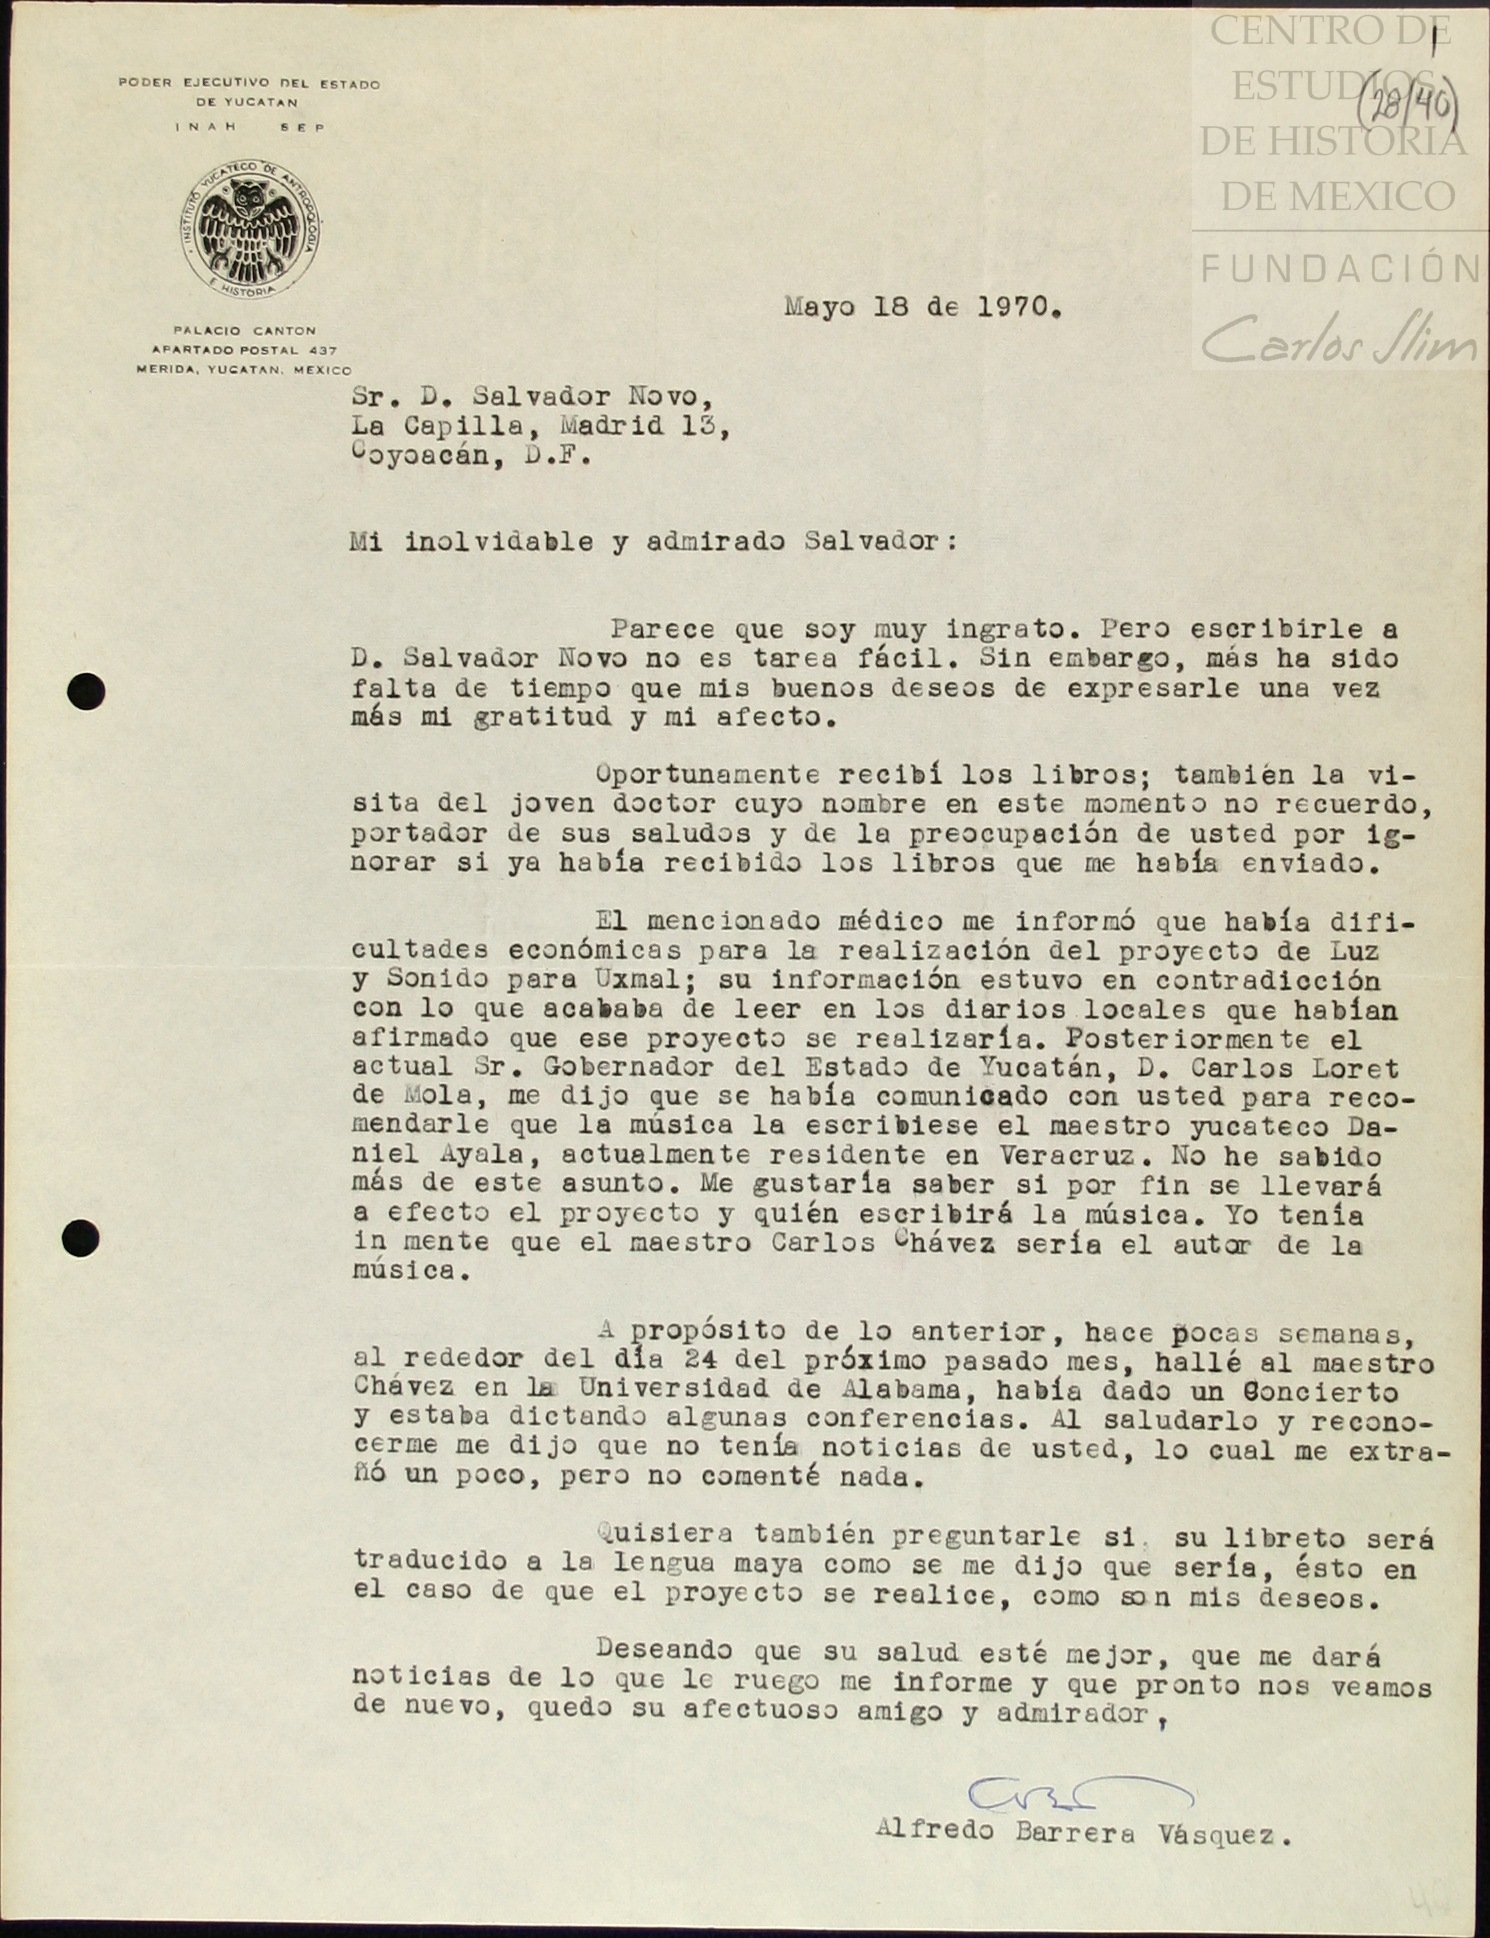 CENTRO DE
ESTUDIOS
DE HISTORIA
DE MEXICO
FUNDACIÓN
Carlos Slim
(28/40)
PODER EJECUTIVO DEL ESTADO
DE YUCATAN
INAH SEP
INSTITUTO YUCATECO DE ANTROPOLOGIA
E HISTORIA
PALACIO CANTON
APARTADO POSTAL 437
MERIDA, YUCATAN, MEXICO
Mayo 18 de 1970.
Sr. D. Salvador Novo,
La Capilla, Madrid 13,
Coyoacán, D.F.
Mi inolvidable y admirado Salvador:
Parece que soy muy ingrato. Pero escribirle a
D. Salvador Novo no es tarea fácil. Sin embargo, más ha sido
falta de tiempo que mis buenos deseos de expresarle una vez
más mi gratitud y mi afecto.
Oportunamente recibí los libros; también la vi-
sita del joven doctor cuyo nombre en este momento no recuerdo,
portador de sus saludos y de la preocupación de usted por ig-
norar si ya había recibido los libros que me había enviado.
El mencionado médico me informó que había difi-
cultades económicas para la realización del proyecto de Luz
y Sonido para Uxmal; su información estuvo en contradicción
con lo que acababa de leer en los diarios locales que habían
afirmado que ese proyecto se realizaría. Posteriormente el
actual Sr. Gobernador del Estado de Yucatán, D. Carlos Loret
de Mola, me dijo que se había comunicado con usted para reco-
mendarle que la música la escribiese el maestro yucateco Da-
niel Ayala, actualmente residente en Veracruz. No he sabido
más de este asunto. Me gustaría saber si por fin se llevará
a efecto el proyecto y quién escribirá la música. Yo tenía
in mente que el maestro Carlos Chávez sería el autor de la
música.
A propósito de lo anterior, hace pocas semanas,
al rededor del día 24 del próximo pasado mes, hallé al maestro
Chávez en la Universidad de Alabama, había dado un Concierto
y estaba dictando algunas conferencias. Al saludarlo y recono-
cerme me dijo que no tenía noticias de usted, lo cual me extra-
ñó un poco, pero no comenté nada.
Quisiera también preguntarle si su libreto será
traducido a la lengua maya como se me dijo que sería, ésto en
el caso de que el proyecto se realice, como son mis deseos.
Deseando que su salud esté mejor, que me dará
noticias de lo que le ruego me informe y que pronto nos veamos
de nuevo, quedo su afectuoso amigo y admirador,
Alfredo Barrera Vásquez.